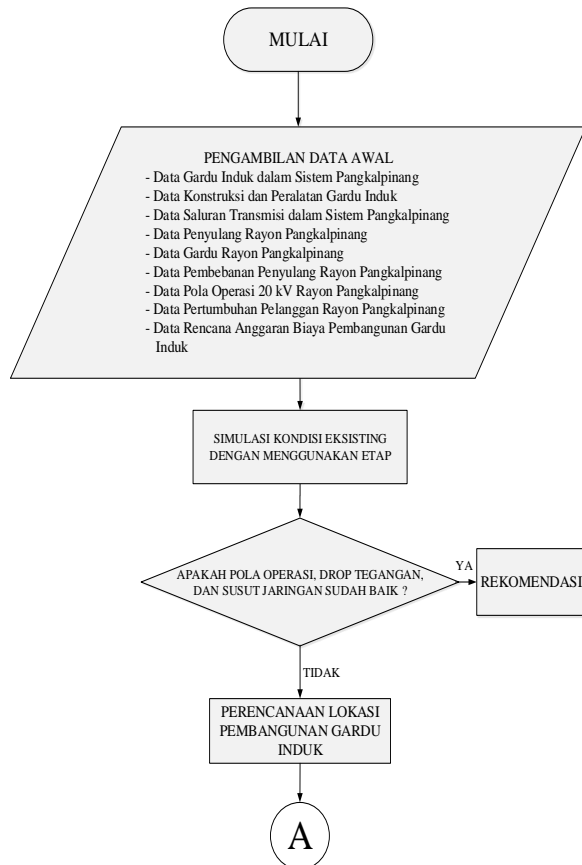 MULAI
PENGAMBILAN DATA AWAL
- Data Gardu Induk dalam Sistem Pangkalpinang
- Data Konstruksi dan Peralatan Gardu Induk
- Data Saluran Transmisi dalam Sistem Pangkalpinang
- Data Penyulang Rayon Pangkalpinang
- Data Gardu Rayon Pangkalpinang
- Data Pembebanan Penyulang Rayon Pangkalpinang
- Data Pola Operasi 20 kV Rayon Pangkalpinang
- Data Pertumbuhan Pelanggan Rayon Pangkalpinang
- Data Rencana Anggaran Biaya Pembangunan Gardu
Induk
SIMULASI KONDISI EKSISTING
DENGAN MENGGUNAKAN ETAP
APAKAH POLA OPERASI, DROP TEGANGAN,
DAN SUSUT JARINGAN SUDAH BAIK ?
YA
REKOMENDASI
TIDAK
PERENCANAAN LOKASI
PEMBANGUNAN GARDU
INDUK
A